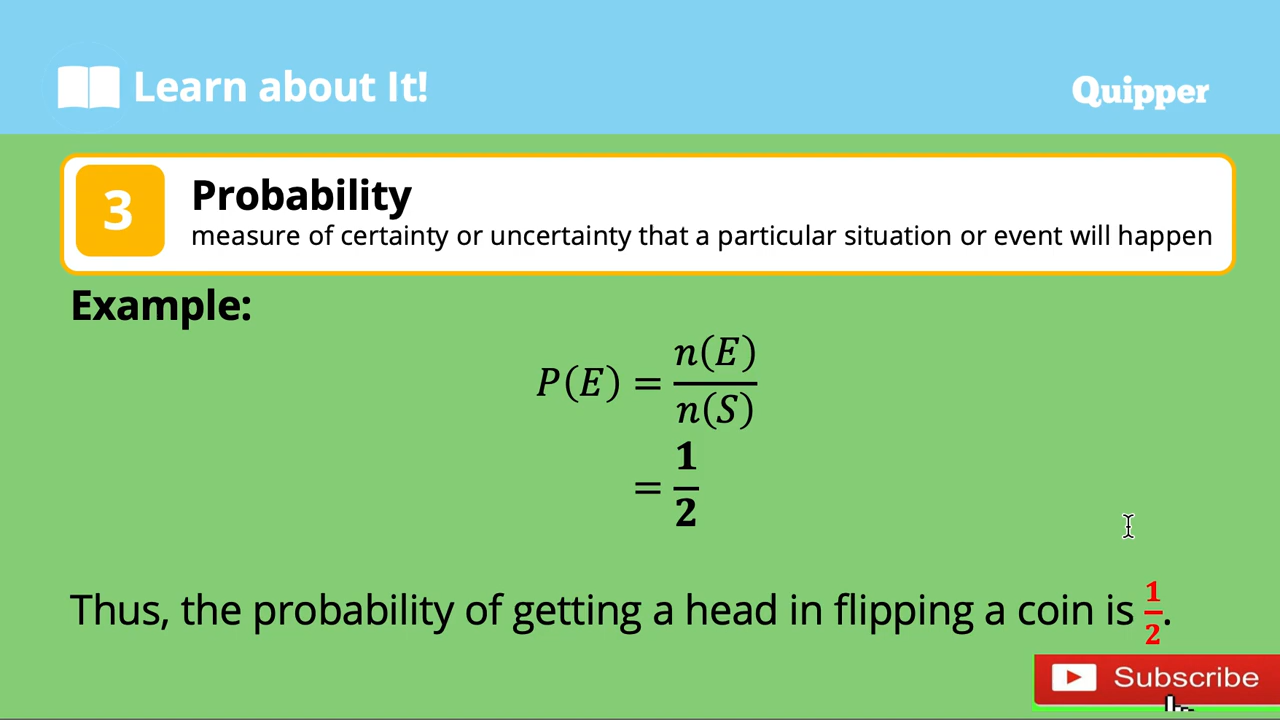 Learn about It!
Quipper
3
Probability
measure of certainty or uncertainty that a particular situation or event will happen
Example:
P(E) = n(E)/n(S)
= 1/2
Thus, the probability of getting a head in flipping a coin is 1/2.
Subscribe